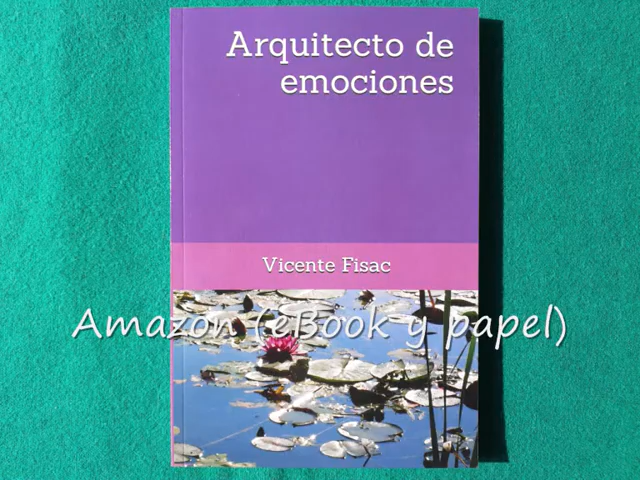 Arquitecto de
emociones
Vicente Fisac
Amazon (eBook y papel)